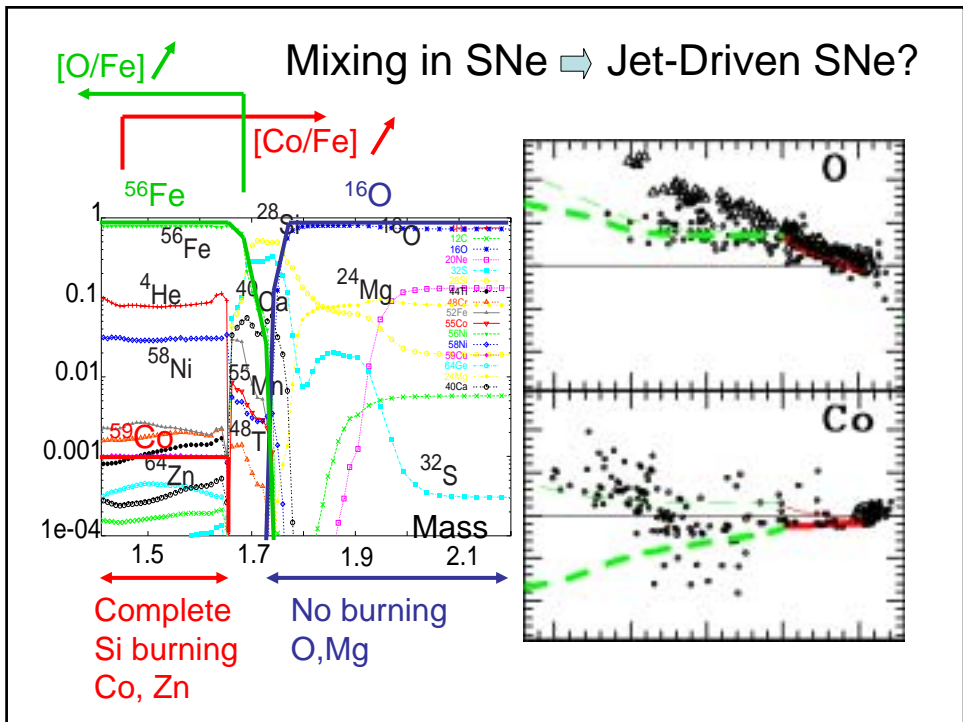 Mixing in SNe ⇨ Jet-Driven SNe?
[O/Fe]
[Co/Fe]
56Fe
16O
28Si
56Fe
4He
58Ni
59Co
64Zn
40Ca
55Mn
48T
24Mg
32S
12C
16O
20Ne
32S
44Ti
48Cr
52Fe
55Co
56Ni
58Ni
59Cu
64Ge
24Mg
40Ca
1
0.1
0.01
0.001
1e-04
Mass
1.5
1.7
1.9
2.1
Complete
Si burning
Co, Zn
No burning
O,Mg
O
Co